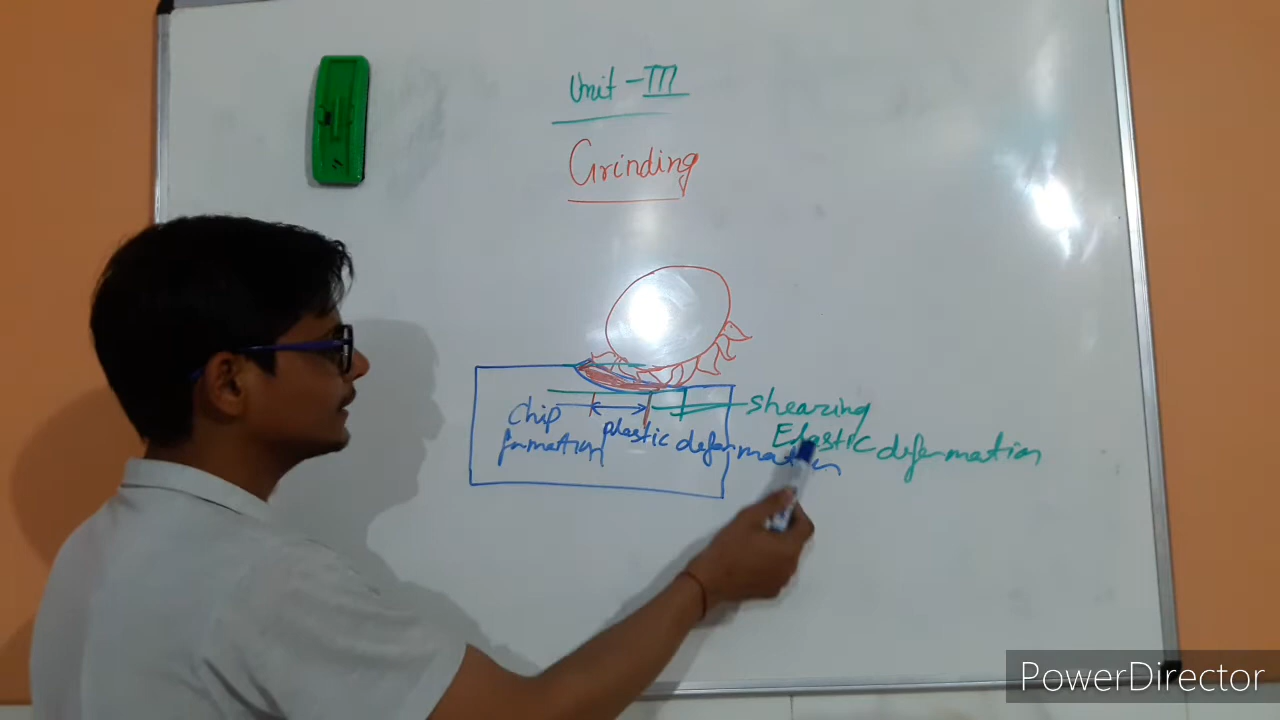 Unit - III
Grinding
shearing
Elastic deformation
chip formation
plastic deformation
PowerDirector